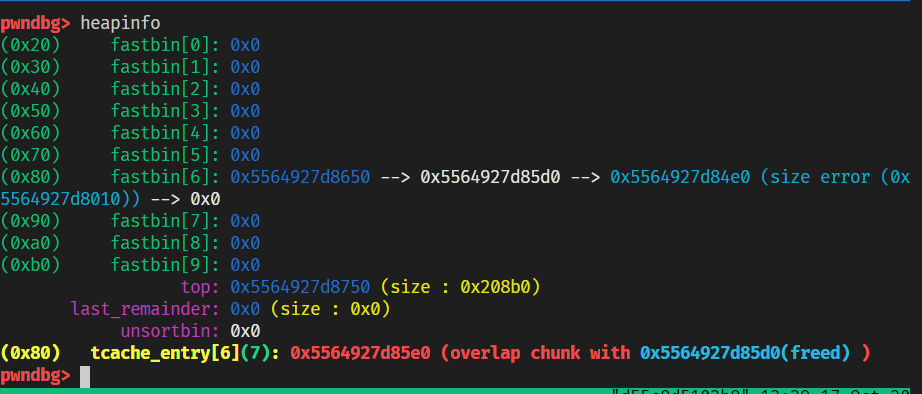 pwndbg> heapinfo
(0x20) fastbin[0]: 0x0
(0x30) fastbin[1]: 0x0
(0x40) fastbin[2]: 0x0
(0x50) fastbin[3]: 0x0
(0x60) fastbin[4]: 0x0
(0x70) fastbin[5]: 0x0
(0x80) fastbin[6]: 0x5564927d8650 --> 0x5564927d85d0 --> 0x5564927d84e0 (size error (0x
5564927d8010)) --> 0x0
(0x90) fastbin[7]: 0x0
(0xa0) fastbin[8]: 0x0
(0xb0) fastbin[9]: 0x0
top: 0x5564927d8750 (size : 0x208b0)
last_remainder: 0x0 (size : 0x0)
unsortbin: 0x0
(0x80) tcache_entry[6](7): 0x5564927d85e0 (overlap chunk with 0x5564927d85d0(freed) )
pwndbg>